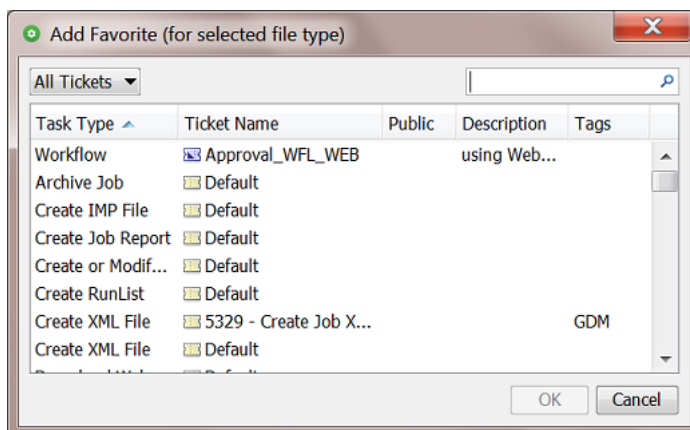 Add Favorite (for selected file type)
All Tickets
Task Type Ticket Name Public Description Tags
Workflow Approval_WFL_WEB using Web...
Archive Job Default
Create IMP File Default
Create Job Report Default
Create or Modif... Default
Create RunList Default
Create XML File 5329 - Create Job X... GDM
Create XML File Default
OK Cancel